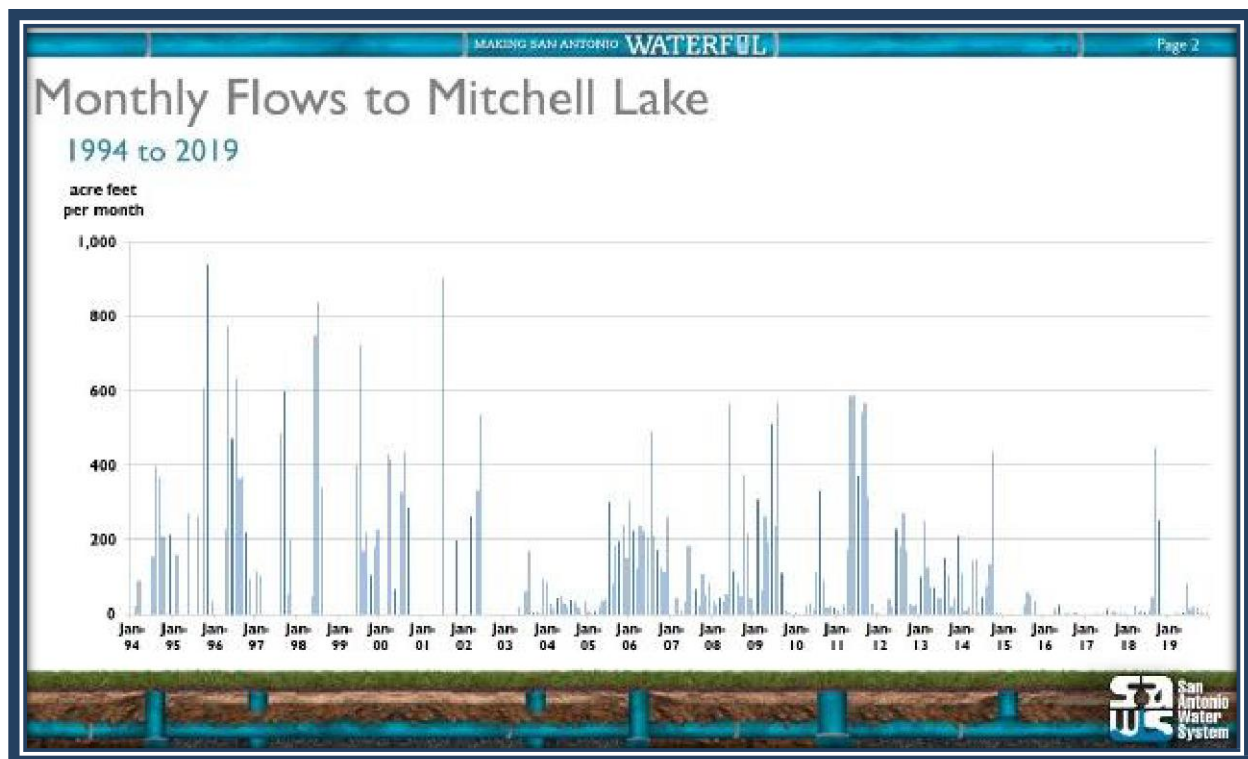 MAKING SAN ANTONIO WATERFUL
Page 2
Monthly Flows to Mitchell Lake
1994 to 2019
acre feet
per month
1,000
800
600
400
200
0
Jan- Jan- Jan- Jan- Jan- Jan- Jan- Jan- Jan- Jan- Jan- Jan- Jan- Jan- Jan- Jan- Jan- Jan- Jan- Jan- Jan- Jan- Jan- Jan- Jan- Jan-
94 95 96 97 98 99 00 01 02 03 04 05 06 07 08 09 10 11 12 13 14 15 16 17 18 19
San
Antonio
Water
System